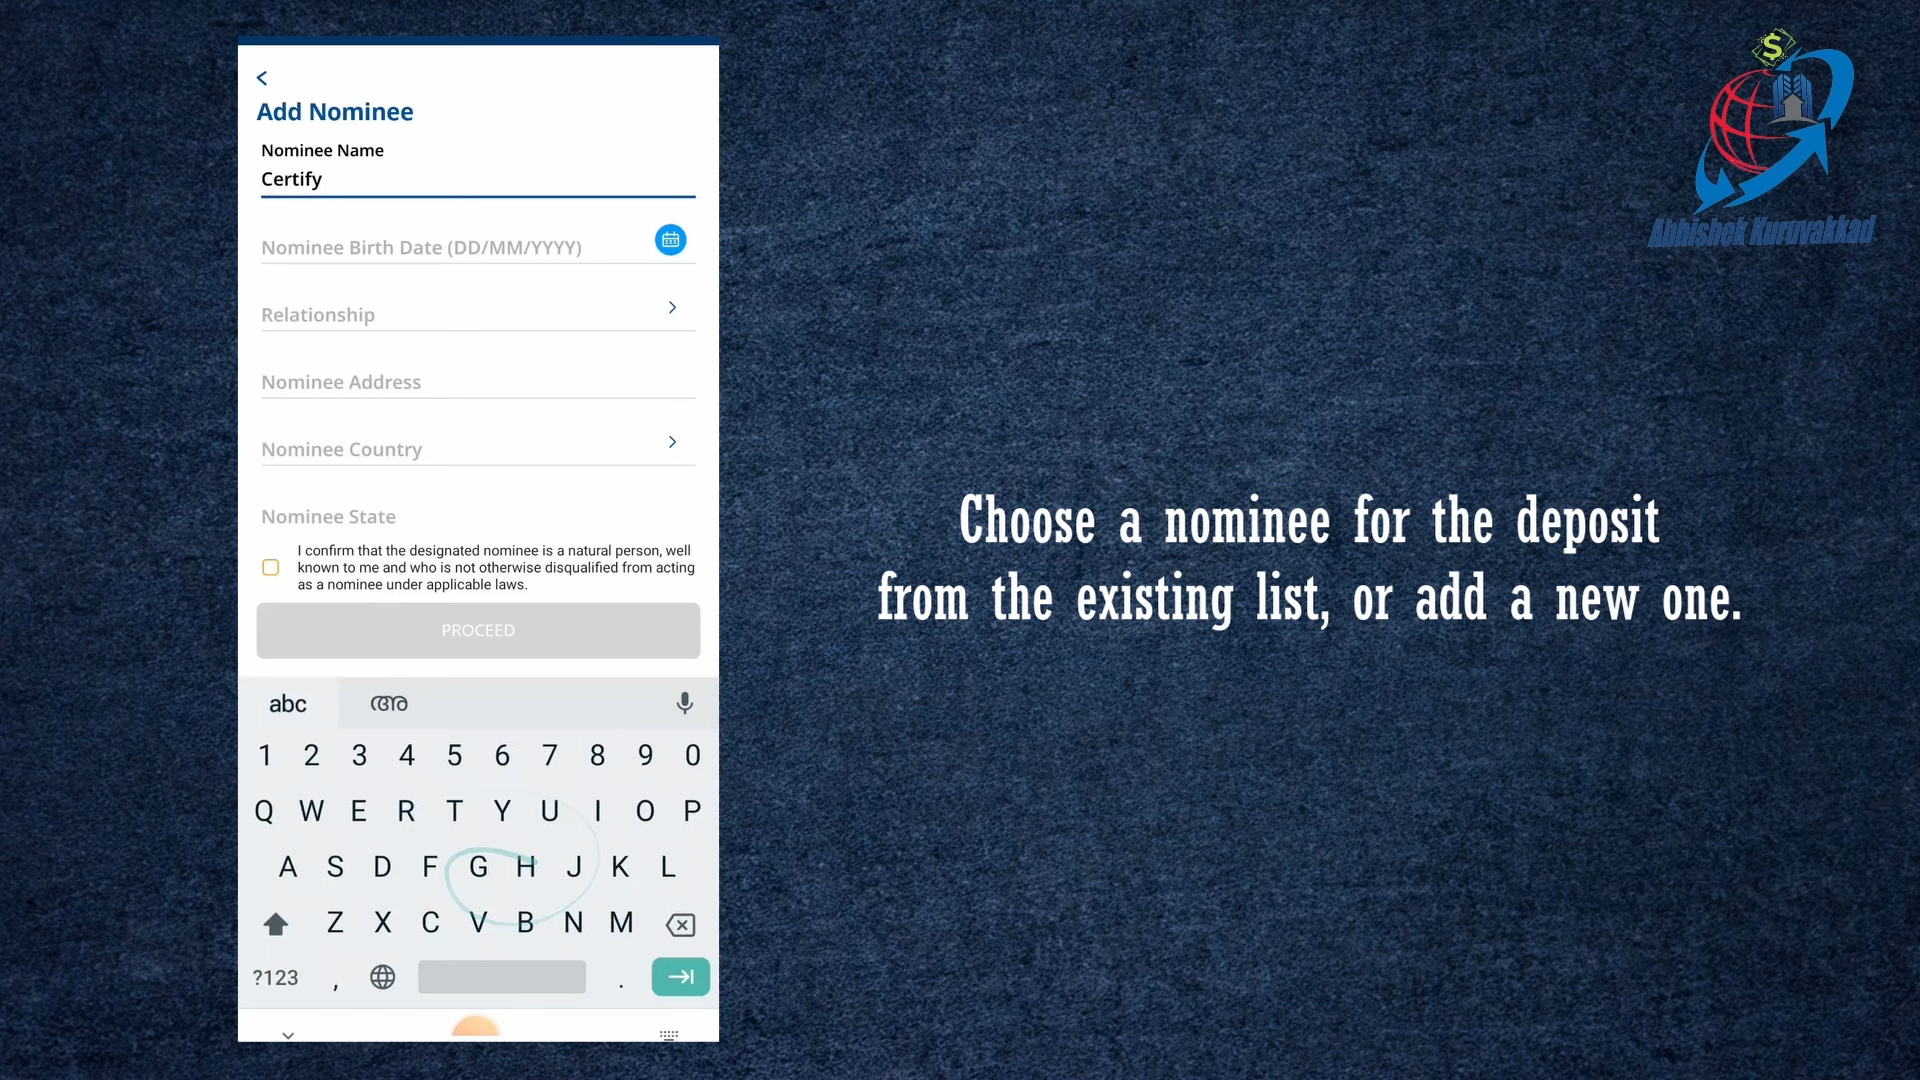 Add Nominee
Nominee Name
Certify
Nominee Birth Date (DD/MM/YYYY)
Relationship
Nominee Address
Nominee Country
Nominee State
I confirm that the designated nominee is a natural person, well
known to me and who is not otherwise disqualified from acting
as a nominee under applicable laws.
PROCEED
abc അ
1 2 3 4 5 6 7 8 9 0
Q W E R T Y U I O P
A S D F G H J K L
Z X C V B N M
?123 , .
$
Abhishek Kuruvakkad
Choose a nominee for the deposit
from the existing list, or add a new one.